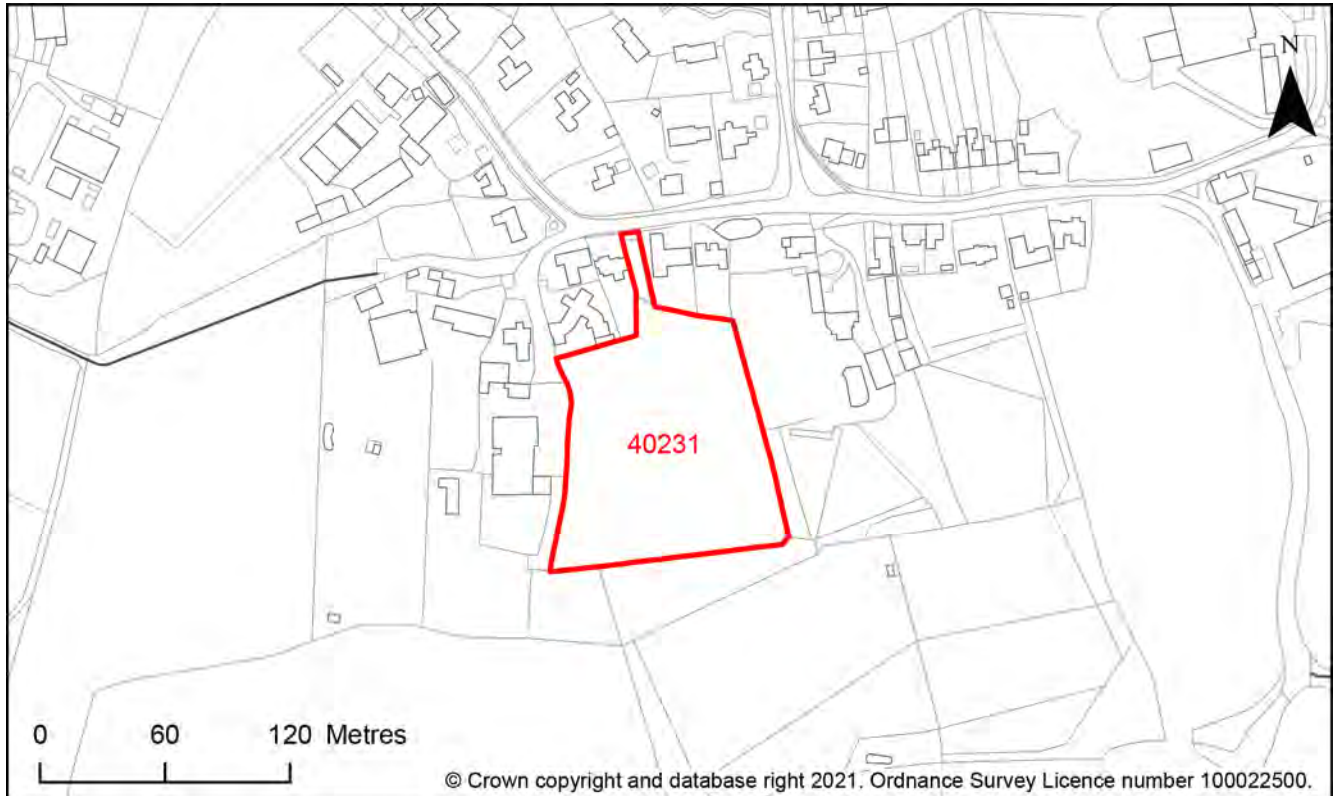 N
40231
0 60 120 Metres
© Crown copyright and database right 2021. Ordnance Survey Licence number 100022500.